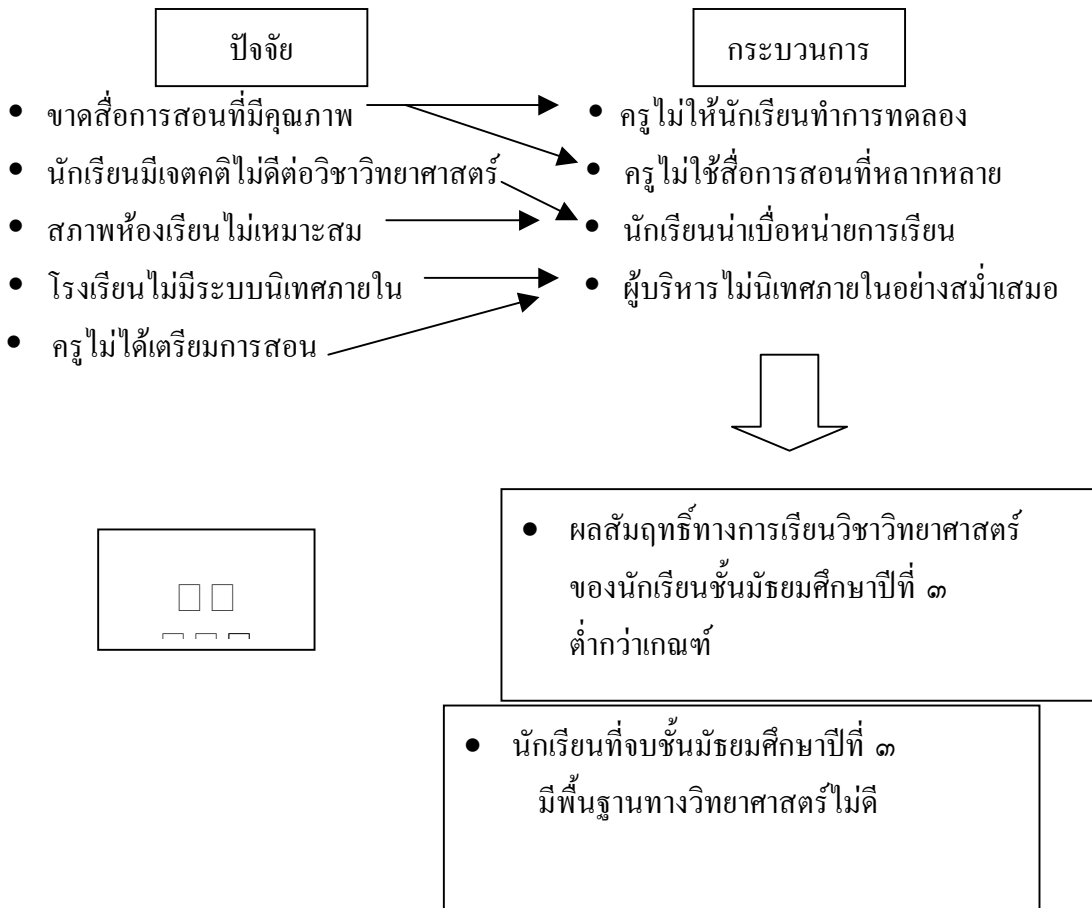 ปัจจัย
กระบวนการ
• ขาดสื่อการสอนที่มีคุณภาพ
• นักเรียนมีเจตคติไม่ดีต่อวิชาวิทยาศาสตร์
• สภาพห้องเรียนไม่เหมาะสม
• โรงเรียนไม่มีระบบนิเทศภายใน
• ครูไม่ได้เตรียมการสอน
• ครูไม่ให้นักเรียนทำการทดลอง
• ครูไม่ใช้สื่อการสอนที่หลากหลาย
• นักเรียนน่าเบื่อหน่ายการเรียน
• ผู้บริหารไม่นิเทศภายในอย่างสม่ำเสมอ
• ผลสัมฤทธิ์ทางการเรียนวิชาวิทยาศาสตร์
ของนักเรียนชั้นมัธยมศึกษาปีที่ ๓
ต่ำกว่าเกณฑ์
• นักเรียนที่จบชั้นมัธยมศึกษาปีที่ ๓
มีพื้นฐานทางวิทยาศาสตร์ไม่ดี